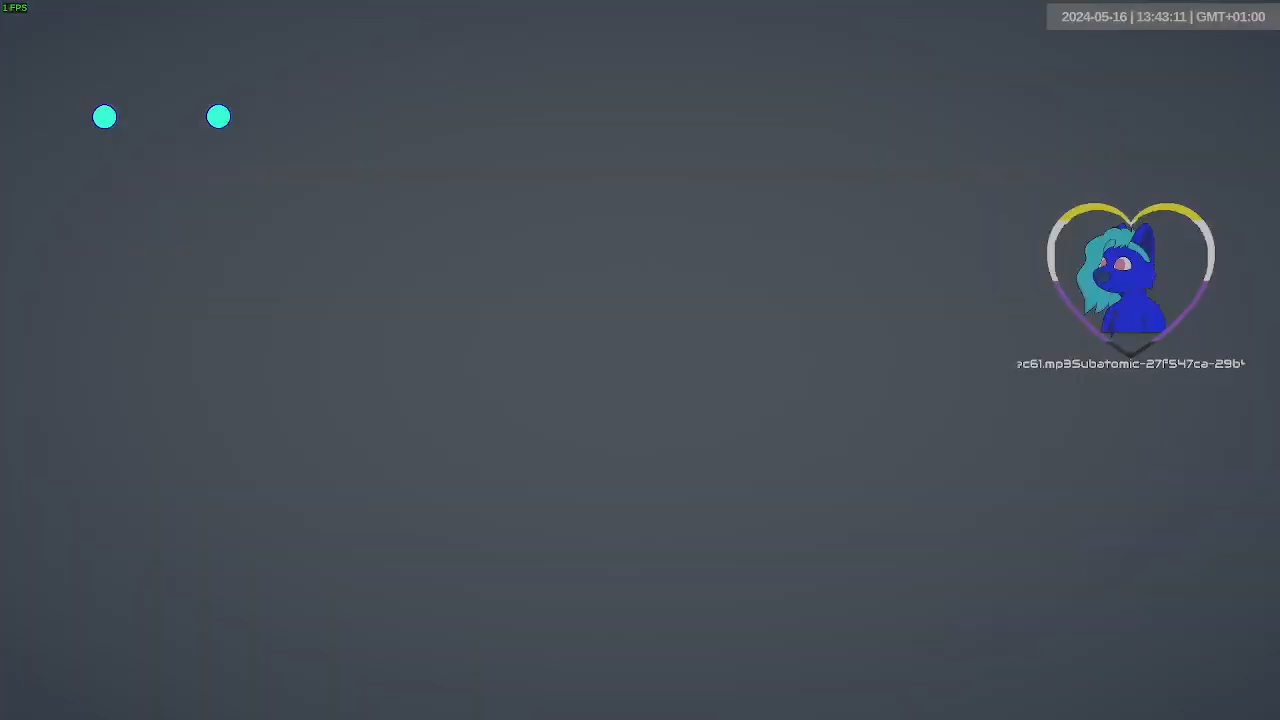 1 FPS
2024-05-16 | 13:43:11 | GMT+01:00
?c61.mp3Subatomic-27f547ca-29b